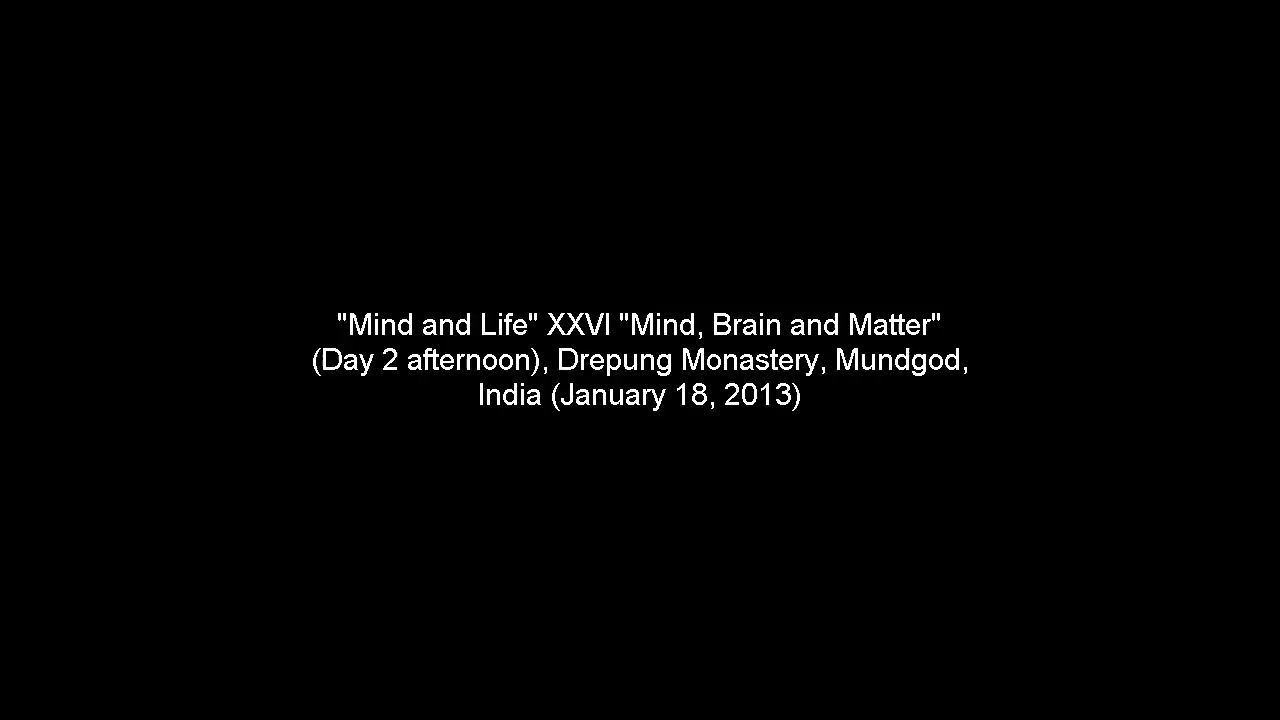 "Mind and Life" XXVI "Mind, Brain and Matter"
(Day 2 afternoon), Drepung Monastery, Mundgod,
India (January 18, 2013)